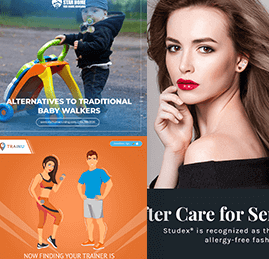 STAR HOME
ALTERNATIVES TO TRADITIONAL
BABY WALKERS
TRAINU
NOW FINDING YOUR TRAINER IS
fter Care for Se
Studex® is recognized as th
allergy-free fash